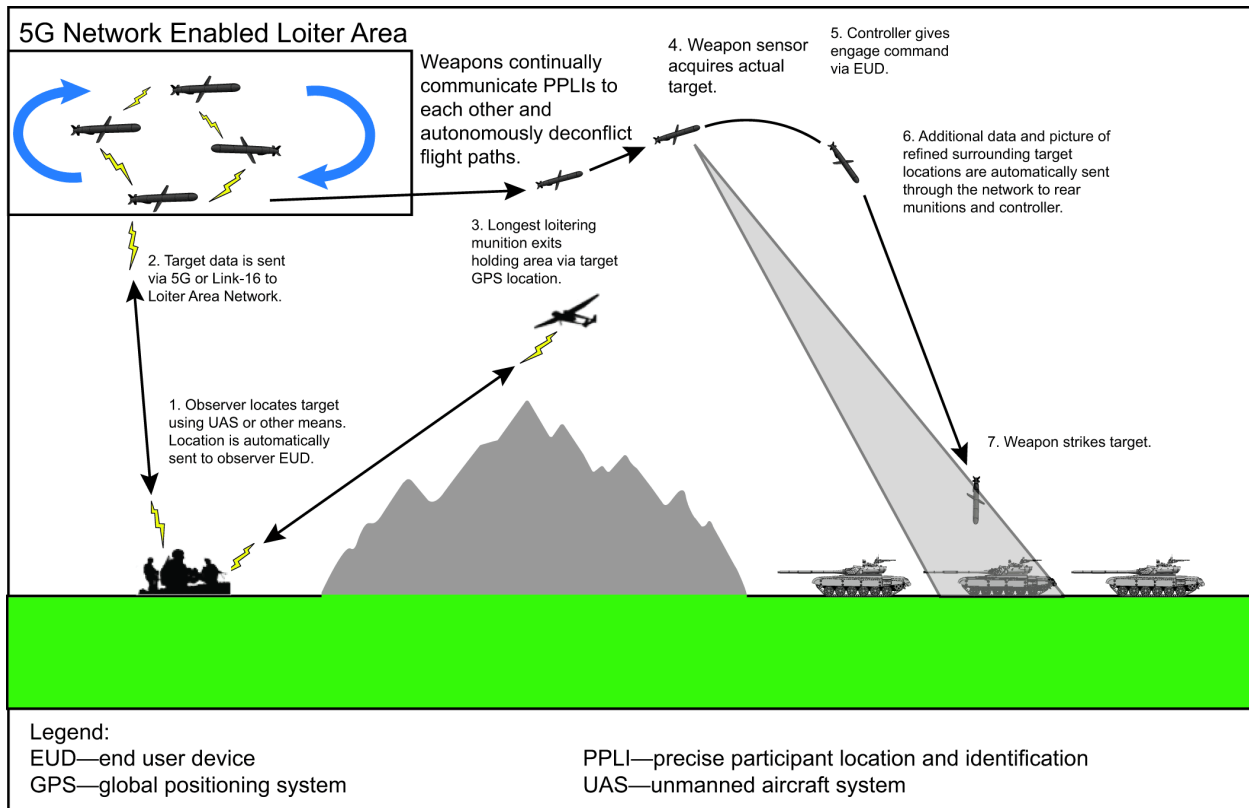 5G Network Enabled Loiter Area
Weapons continually
communicate PPLIs to
each other and
autonomously deconflict
flight paths.
4. Weapon sensor
acquires actual
target.
5. Controller gives
engage command
via EUD.
6. Additional data and picture of
refined surrounding target
locations are automatically sent
through the network to rear
munitions and controller.
3. Longest loitering
munition exits
holding area via target
GPS location.
2. Target data is sent
via 5G or Link-16 to
Loiter Area Network.
1. Observer locates target
using UAS or other means.
Location is automatically
sent to observer EUD.
7. Weapon strikes target.
Legend:
EUD—end user device
GPS—global positioning system
PPLI—precise participant location and identification
UAS—unmanned aircraft system